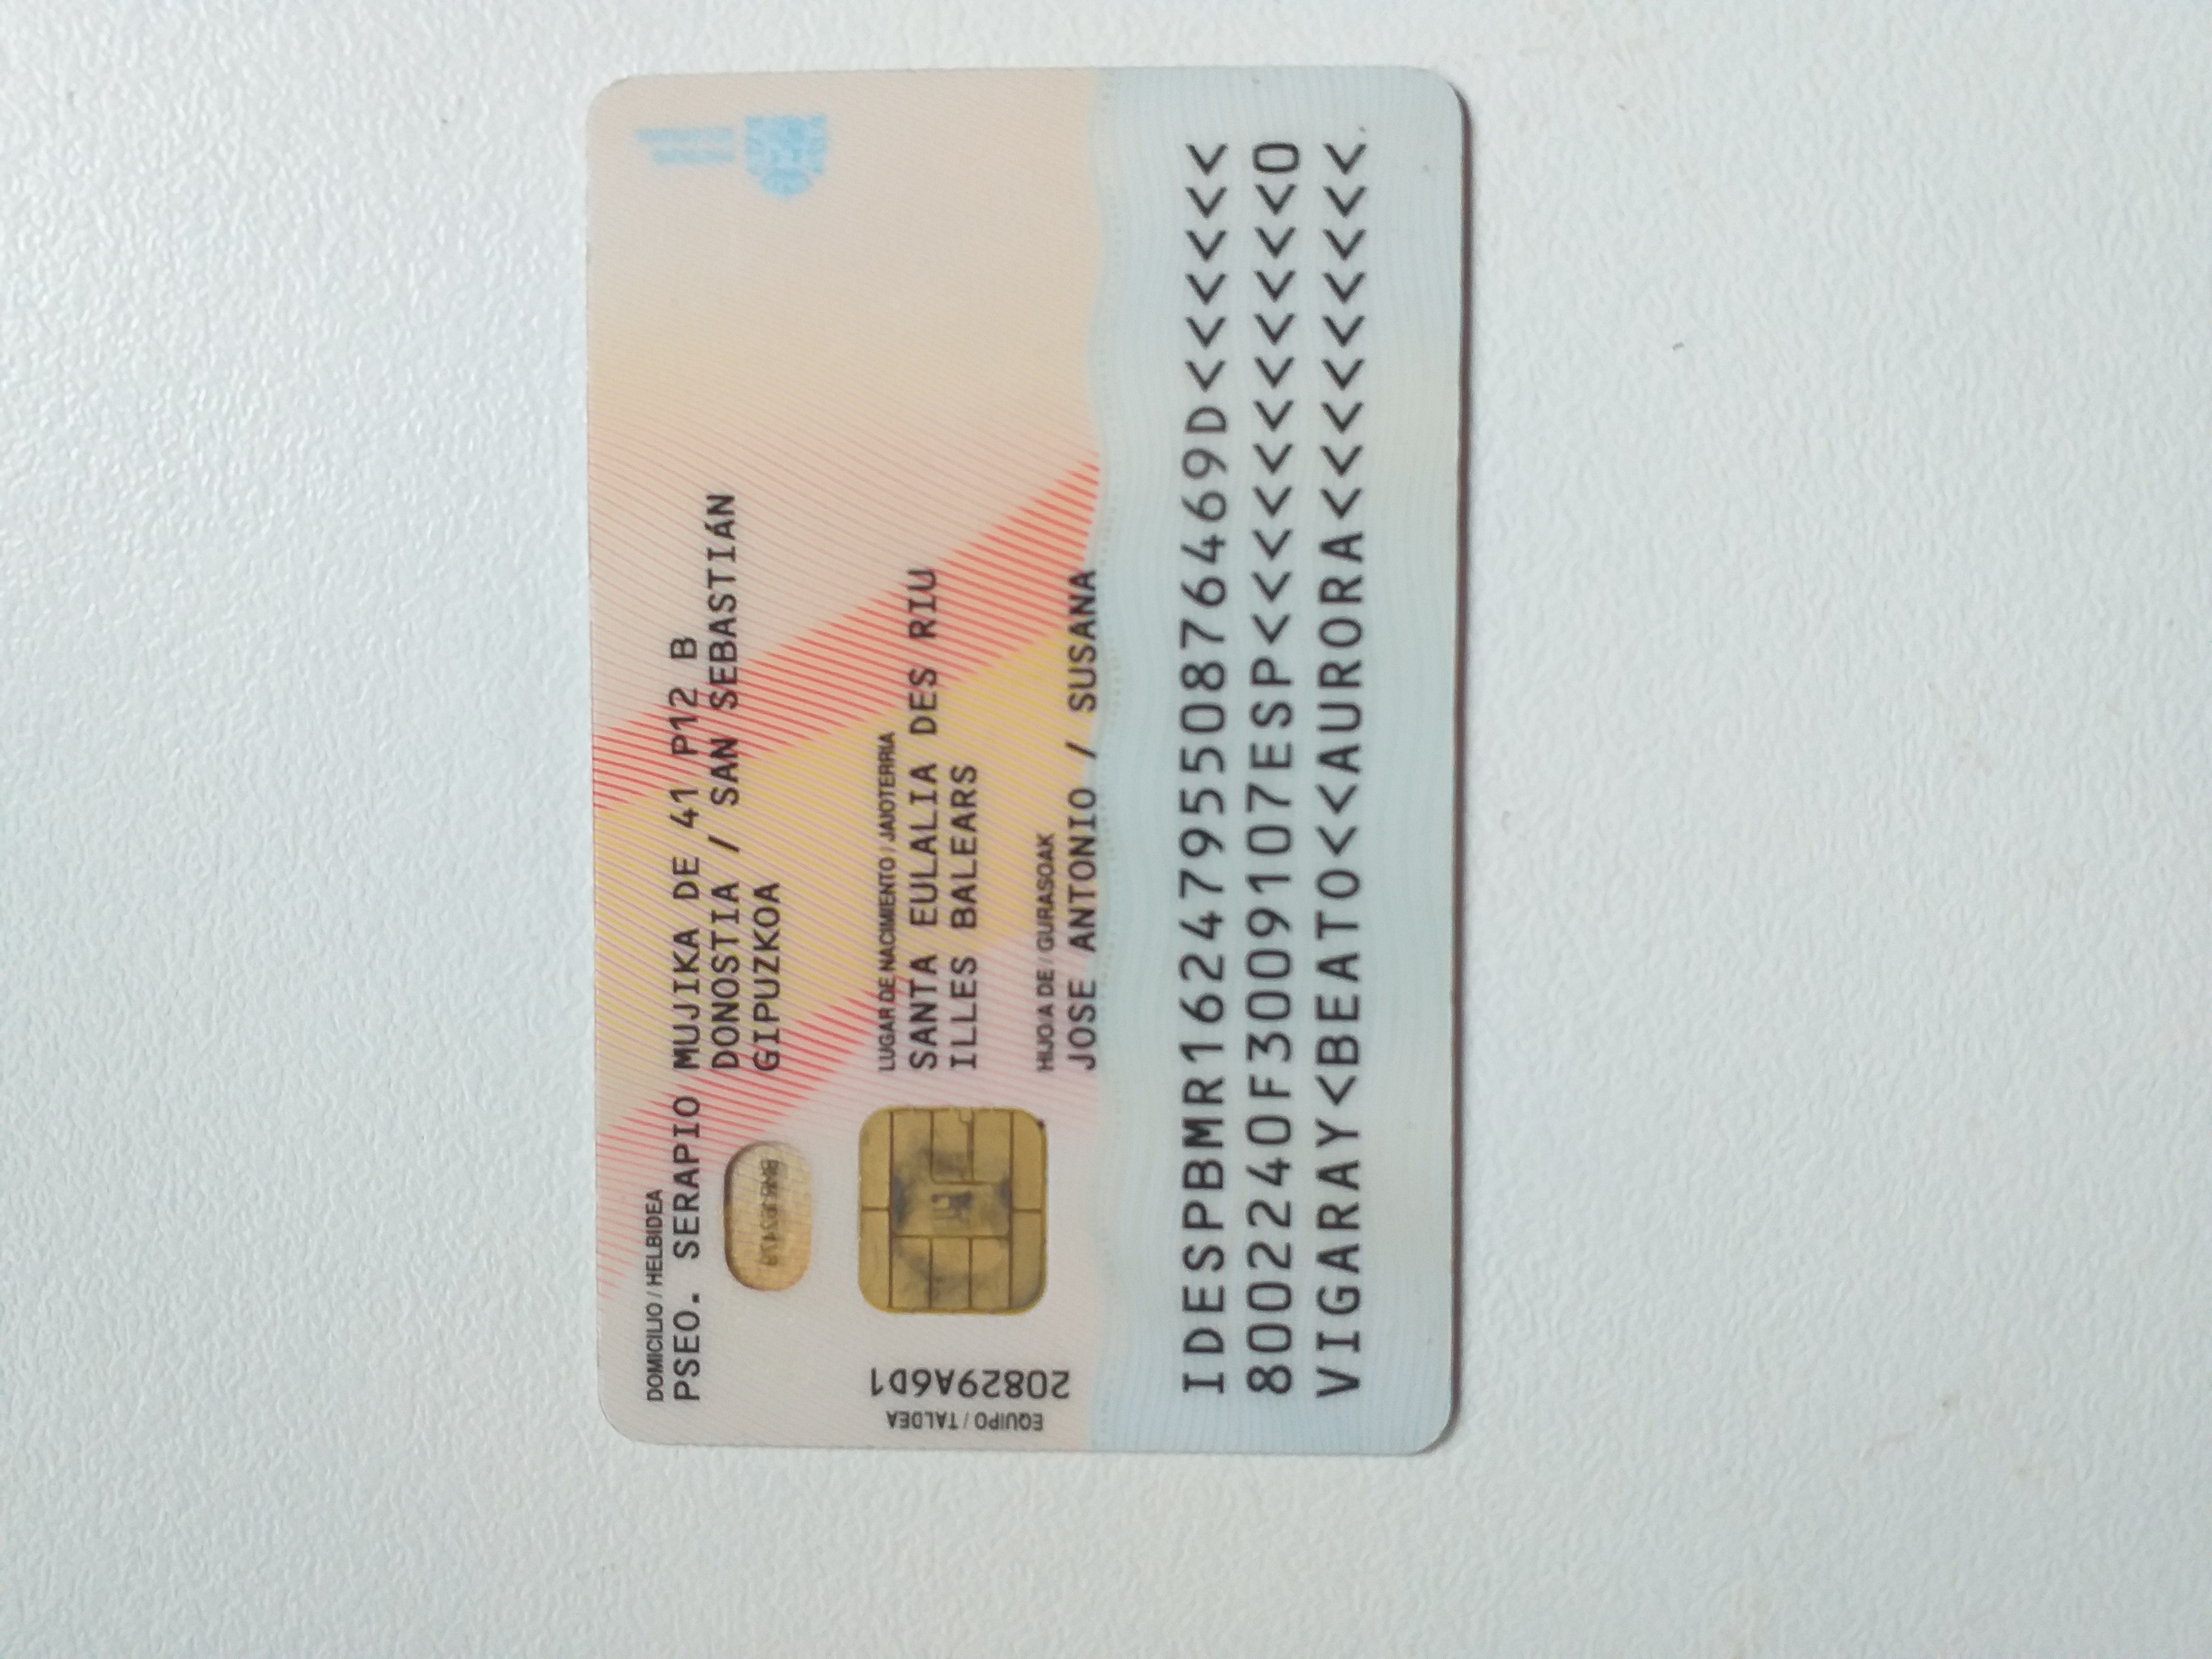 DOMICILIO / HELBIDEA
PSEO. SERAPIO MUJIKA DE 41 P12 B
DONOSTIA / SAN SEBASTIÁN
GIPUZKOA
LUGAR DE NACIMIENTO / JAIOTERRIA
SANTA EULALIA DES RIU
ILLES BALEARS
HIJO/A DE / GURASOAK
JOSE ANTONIO / SUSANA
EQUIPO / TALDEA
20829A6D1
IDESPBMR162479550876469D<<<<<<
8002240F3009107ESP<<<<<<<<<<<0
VIGARAY<BEATO<<AURORA<<<<<<<<<